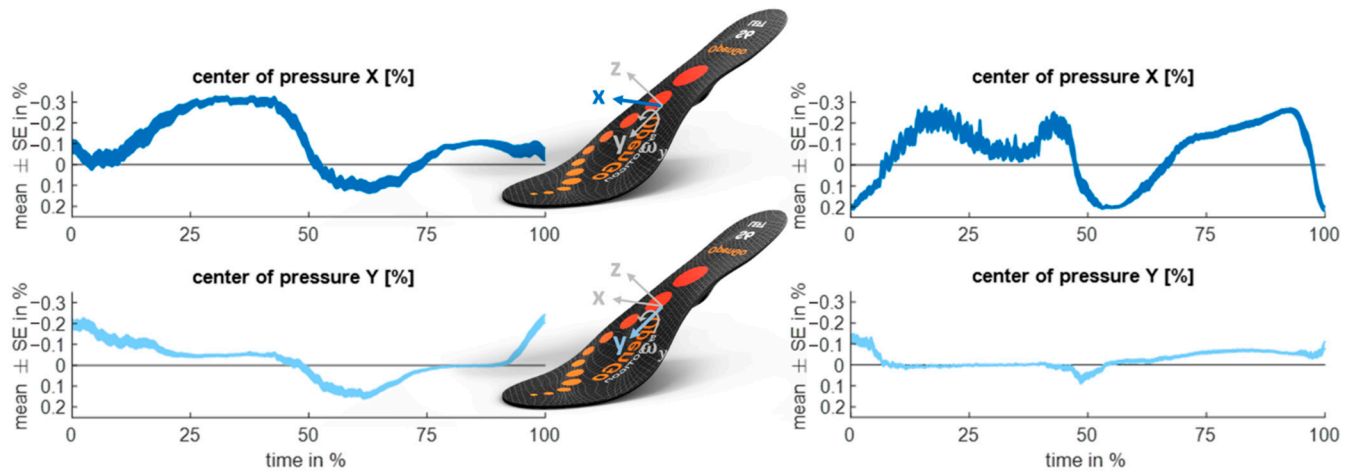 center of pressure X [%]
mean ± SE in %
−0.3
−0.2
−0.1
0
0.1
0.2
0
25
50
75
100
z
x
y
ω_y
OpenGo
center of pressure X [%]
mean ± SE in %
−0.3
−0.2
−0.1
0
0.1
0.2
0
25
50
75
100
center of pressure Y [%]
mean ± SE in %
−0.3
−0.2
−0.1
0
0.1
0.2
0
25
50
75
100
time in %
z
x
y
ω_y
OpenGo
center of pressure Y [%]
mean ± SE in %
−0.3
−0.2
−0.1
0
0.1
0.2
0
25
50
75
100
time in %